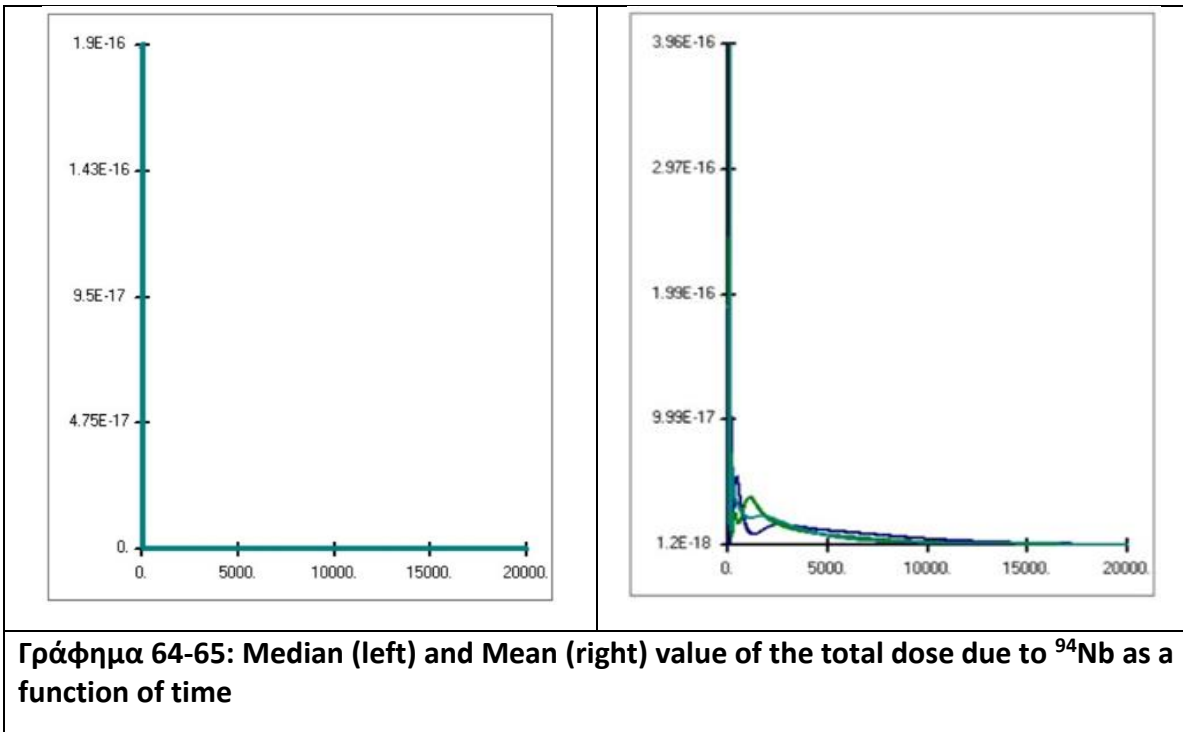 1.9E-16
1.43E-16
9.5E-17
4.75E-17
0.
0. 5000. 10000. 15000. 20000.
3.96E-16
2.97E-16
1.99E-16
9.99E-17
1.2E-18
0. 5000. 10000. 15000. 20000.
Γράφημα 64-65: Median (left) and Mean (right) value of the total dose due to ⁹⁴Nb as a
function of time